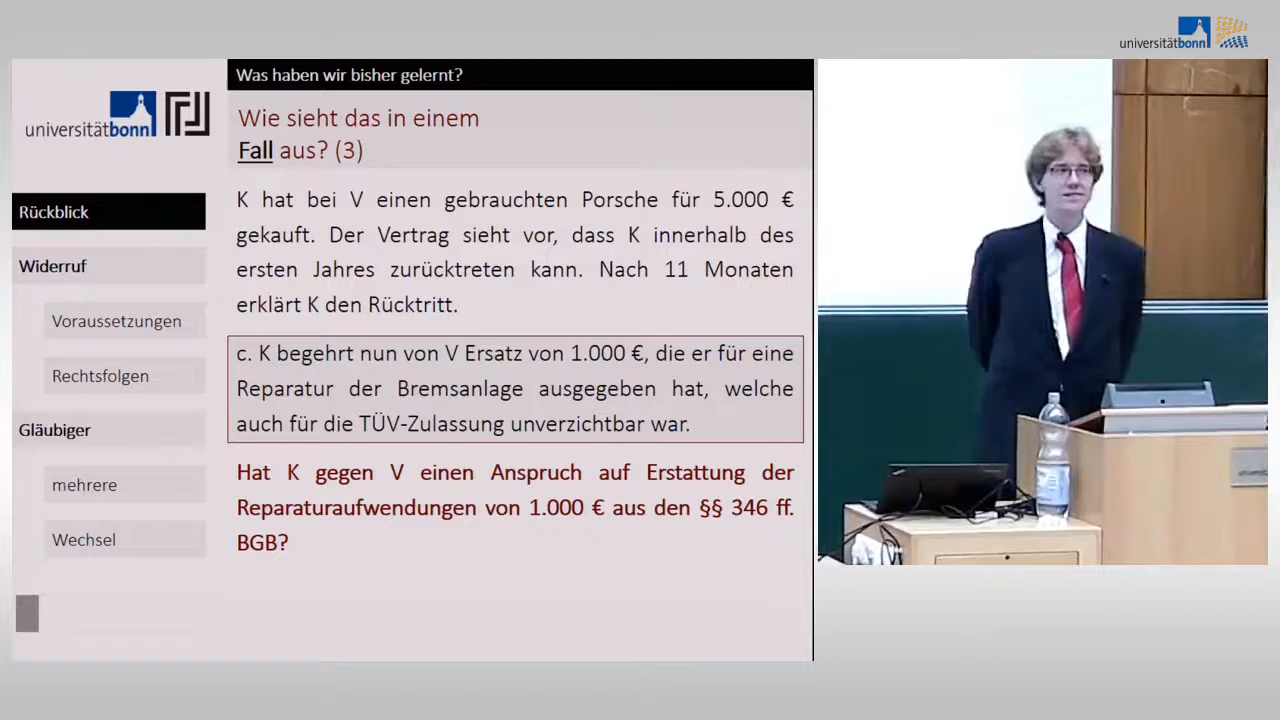 universitätbonn
Was haben wir bisher gelernt?
universitätbonn
Wie sieht das in einem
Fall aus? (3)
Rückblick
Widerruf
Voraussetzungen
Rechtsfolgen
Gläubiger
mehrere
Wechsel
K hat bei V einen gebrauchten Porsche für 5.000 €
gekauft. Der Vertrag sieht vor, dass K innerhalb des
ersten Jahres zurücktreten kann. Nach 11 Monaten
erklärt K den Rücktritt.
c. K begehrt nun von V Ersatz von 1.000 €, die er für eine
Reparatur der Bremsanlage ausgegeben hat, welche
auch für die TÜV-Zulassung unverzichtbar war.
Hat K gegen V einen Anspruch auf Erstattung der
Reparaturaufwendungen von 1.000 € aus den §§ 346 ff.
BGB?